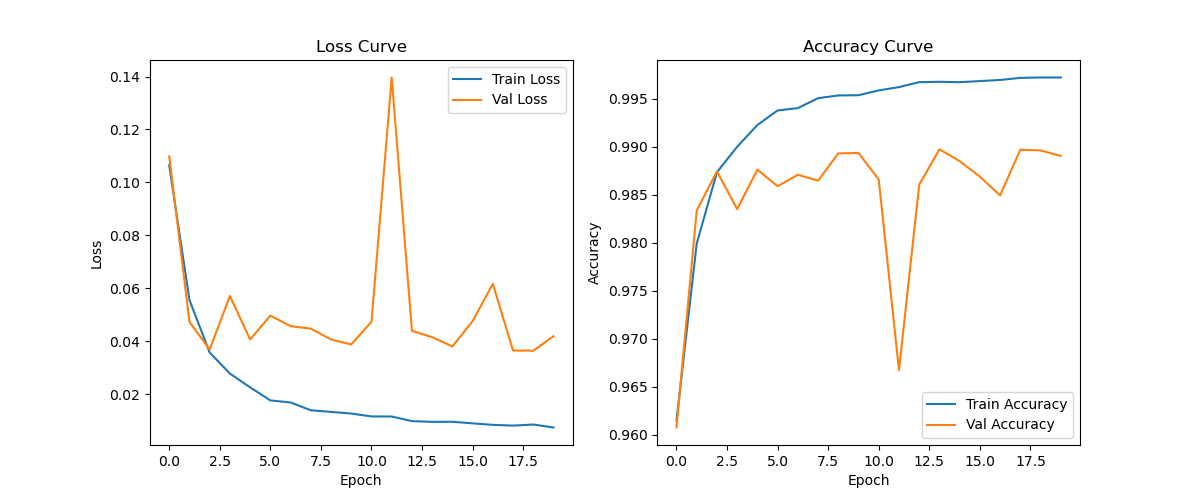 Loss Curve
0.14
0.12
0.10
0.08
0.06
0.04
0.02
Loss
0.0 2.5 5.0 7.5 10.0 12.5 15.0 17.5
Epoch
Train Loss
Val Loss
Accuracy Curve
0.995
0.990
0.985
0.980
0.975
0.970
0.965
0.960
Accuracy
0.0 2.5 5.0 7.5 10.0 12.5 15.0 17.5
Epoch
Train Accuracy
Val Accuracy